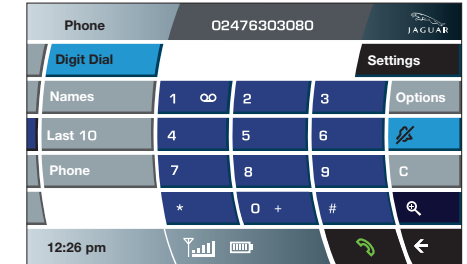 Phone 02476303080 JAGUAR
Digit Dial Settings
Names 1 2 3 Options
Last 10 4 5 6
Phone 7 8 9 C
* 0 + #
12:26 pm